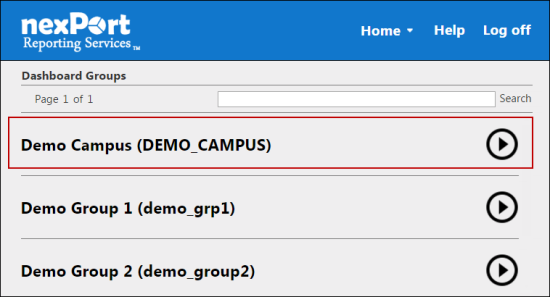 nexPort
Reporting Services™
Home Help Log off
Dashboard Groups
Page 1 of 1 Search
Demo Campus (DEMO_CAMPUS)
Demo Group 1 (demo_grp1)
Demo Group 2 (demo_group2)